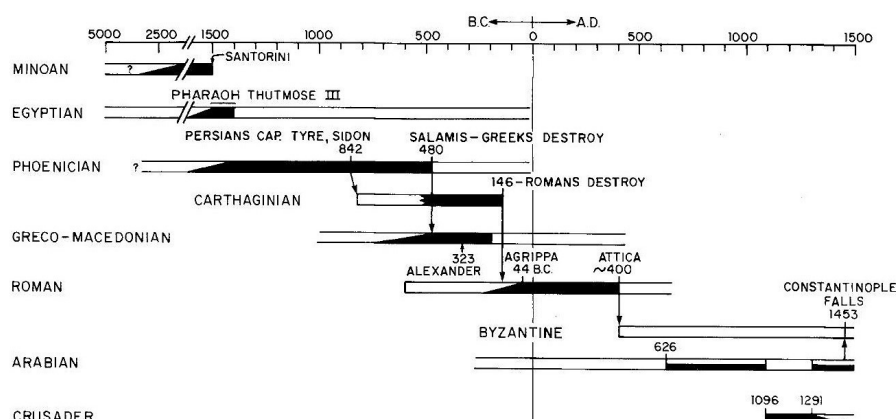 B.C. A.D.
5000 2500 1500 1000 500 0 500 1000 1500
SANTORINI
MINOAN ?
PHARAOH THUTMOSE III
EGYPTIAN
PERSIANS CAP. TYRE, SIDON SALAMIS-GREEKS DESTROY
842 480
PHOENICIAN ?
146-ROMANS DESTROY
CARTHAGINIAN
GRECO-MACEDONIAN
323 AGRIPPA ATTICA
ALEXANDER 44 B.C. ~400
ROMAN CONSTANTINOPLE
FALLS
1453
BYZANTINE
626
ARABIAN
1096 1291
CRUSADER